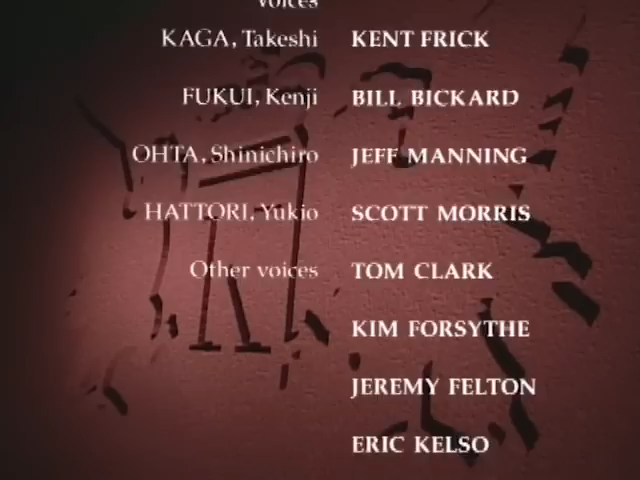 voices
KAGA, Takeshi KENT FRICK
FUKUI, Kenji BILL BICKARD
OHTA, Shinichiro JEFF MANNING
HATTORI, Yukio SCOTT MORRIS
Other voices TOM CLARK
KIM FORSYTHE
JEREMY FELTON
ERIC KELSO